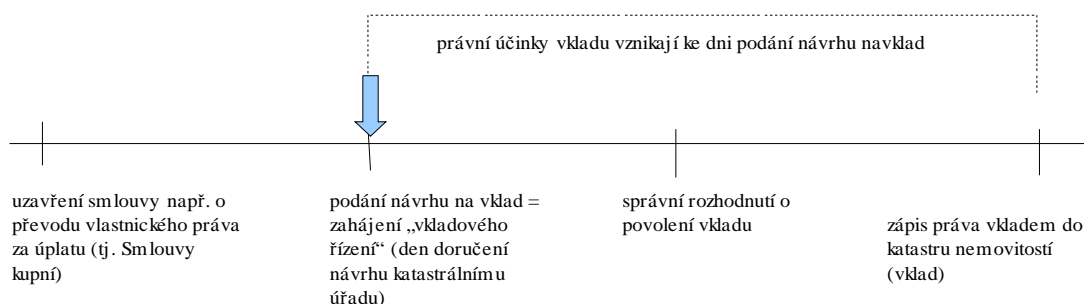 právní účinky vkladu vznikají ke dni podání návrhu navklad
uzavření smlouvy např. o
převodu vlastnického práva
za úplatu (tj. Smlouvy
kupní)
podání návrhu na vklad =
zahájení „vkladového
řízení“ (den doručení
návrhu katastrálnímu
úřadu)
správní rozhodnutí o
povolení vkladu
zápis práva vkladem do
katastru nemovitostí
(vklad)